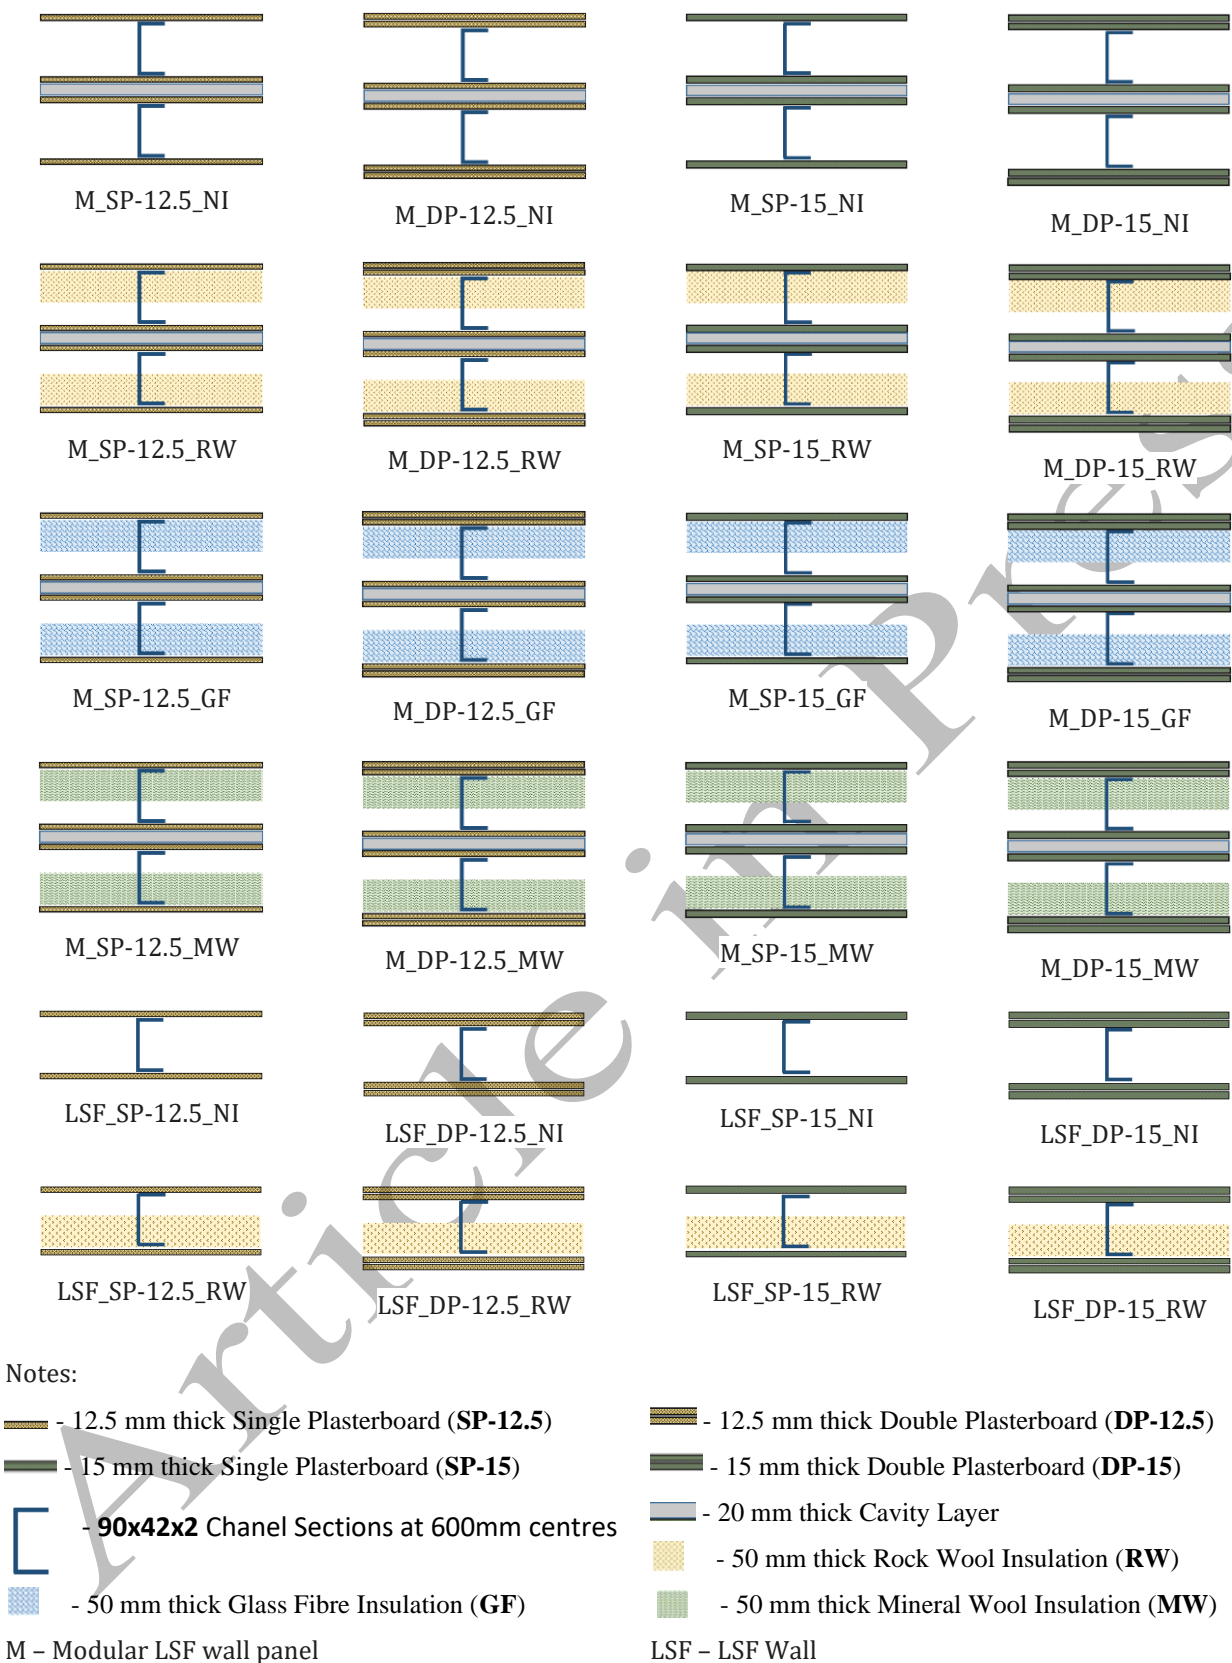 M_SP-12.5_NI
M_DP-12.5_NI
M_SP-15_NI
M_DP-15_NI
M_SP-12.5_RW
M_DP-12.5_RW
M_SP-15_RW
M_DP-15_RW
M_SP-12.5_GF
M_DP-12.5_GF
M_SP-15_GF
M_DP-15_GF
M_SP-12.5_MW
M_DP-12.5_MW
M_SP-15_MW
M_DP-15_MW
LSF_SP-12.5_NI
LSF_DP-12.5_NI
LSF_SP-15_NI
LSF_DP-15_NI
LSF_SP-12.5_RW
LSF_DP-12.5_RW
LSF_SP-15_RW
LSF_DP-15_RW
Notes:
- 12.5 mm thick Single Plasterboard (SP-12.5)
- 12.5 mm thick Double Plasterboard (DP-12.5)
- 15 mm thick Single Plasterboard (SP-15)
- 15 mm thick Double Plasterboard (DP-15)
- 90x42x2 Chanel Sections at 600mm centres
- 20 mm thick Cavity Layer
- 50 mm thick Rock Wool Insulation (RW)
- 50 mm thick Glass Fibre Insulation (GF)
- 50 mm thick Mineral Wool Insulation (MW)
M – Modular LSF wall panel
LSF – LSF Wall
Article in Press